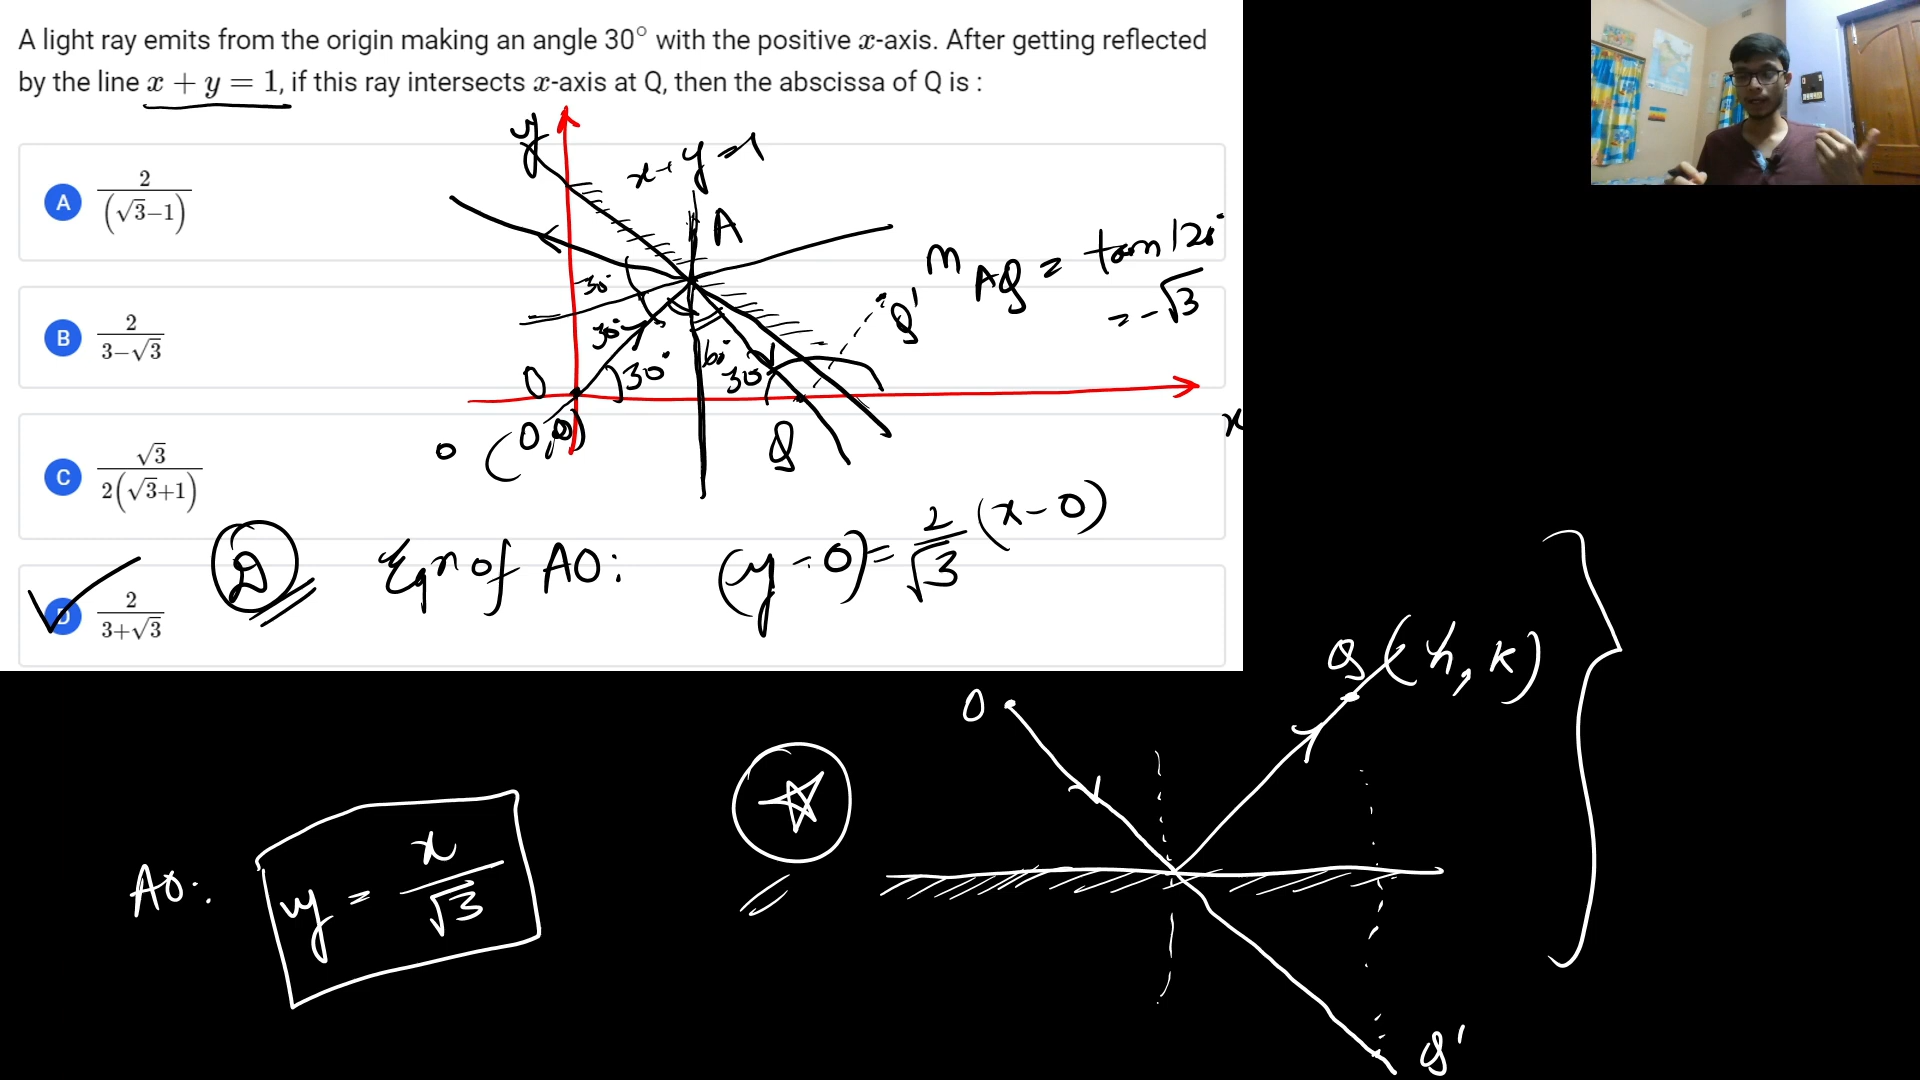 A light ray emits from the origin making an angle 30° with the positive x-axis. After getting reflected
by the line x + y = 1, if this ray intersects x-axis at Q, then the abscissa of Q is :
y
x + y = 1
A
A 2/(√3−1)
m AQ = tan 120°
= -√3
30°
Q'
30°
B 2/(3−√3)
30°
60°
30°
O
x
o (0,0)
Q
C √3/(2(√3+1))
D
Eqn of AO: (y - 0) = 2/√3 (x - 0)
D 2/(3+√3)
Q (h, k)
O
AO: y = x/√3
Q'